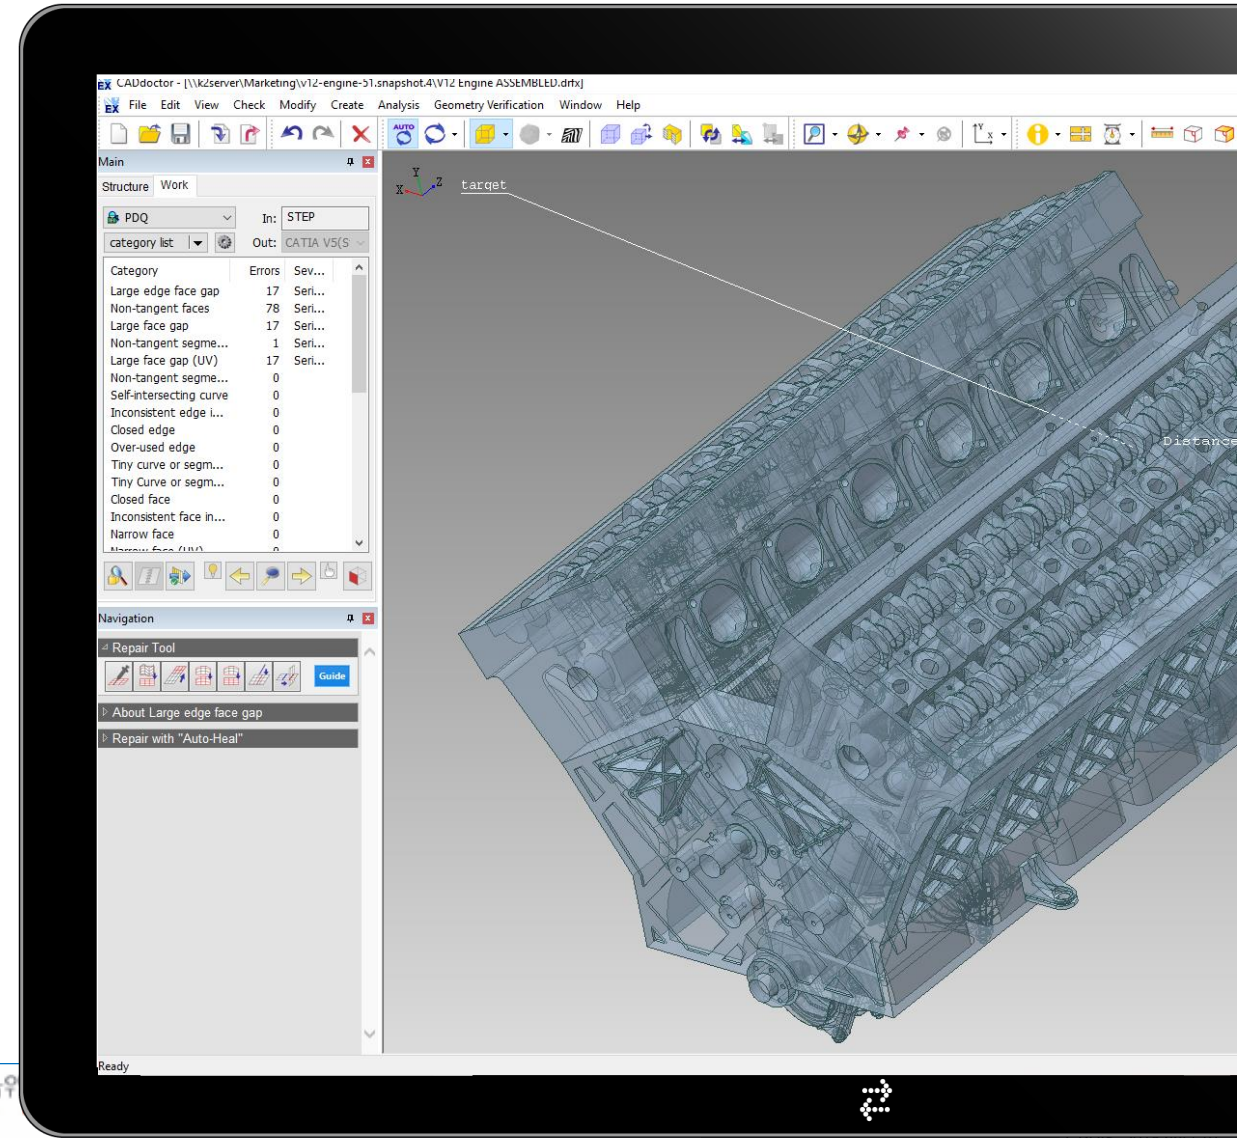 EX CADdoctor - [\\k2server\Marketing\v12-engine-51.snapshot.4\V12 Engine ASSEMBLED.drfx]
EX File Edit View Check Modify Create Analysis Geometry Verification Window Help
AUTO
Main
Structure Work
PDQ In: STEP
category list Out: CATIA V5(S
Category Errors Sev...
Large edge face gap 17 Seri...
Non-tangent faces 78 Seri...
Large face gap 17 Seri...
Non-tangent segme... 1 Seri...
Large face gap (UV) 17 Seri...
Non-tangent segme... 0
Self-intersecting curve 0
Inconsistent edge i... 0
Closed edge 0
Over-used edge 0
Tiny curve or segm... 0
Tiny Curve or segm... 0
Closed face 0
Inconsistent face in... 0
Narrow face 0
Narrow face (UV) 0
Navigation
Repair Tool
Guide
About Large edge face gap
Repair with "Auto-Heal"
Y
X Z target
Distance
Ready